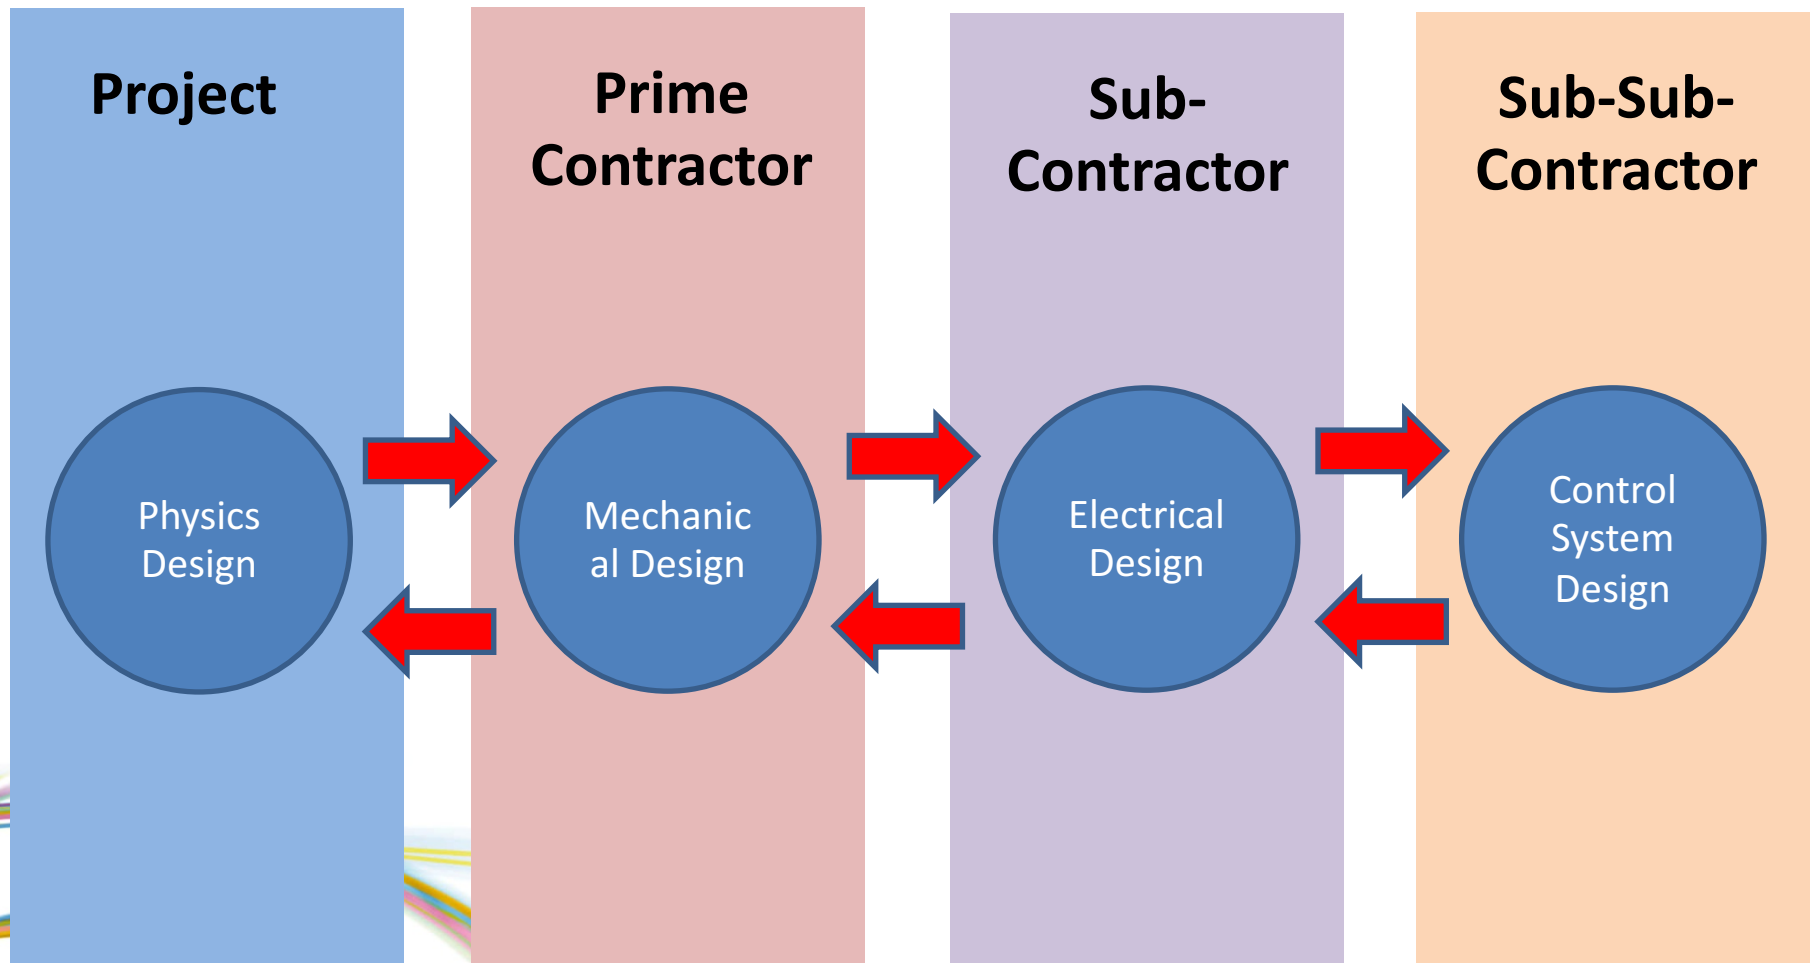 Project
Prime
Contractor
Sub-
Contractor
Sub-Sub-
Contractor
Physics
Design
Mechanic
al Design
Electrical
Design
Control
System
Design